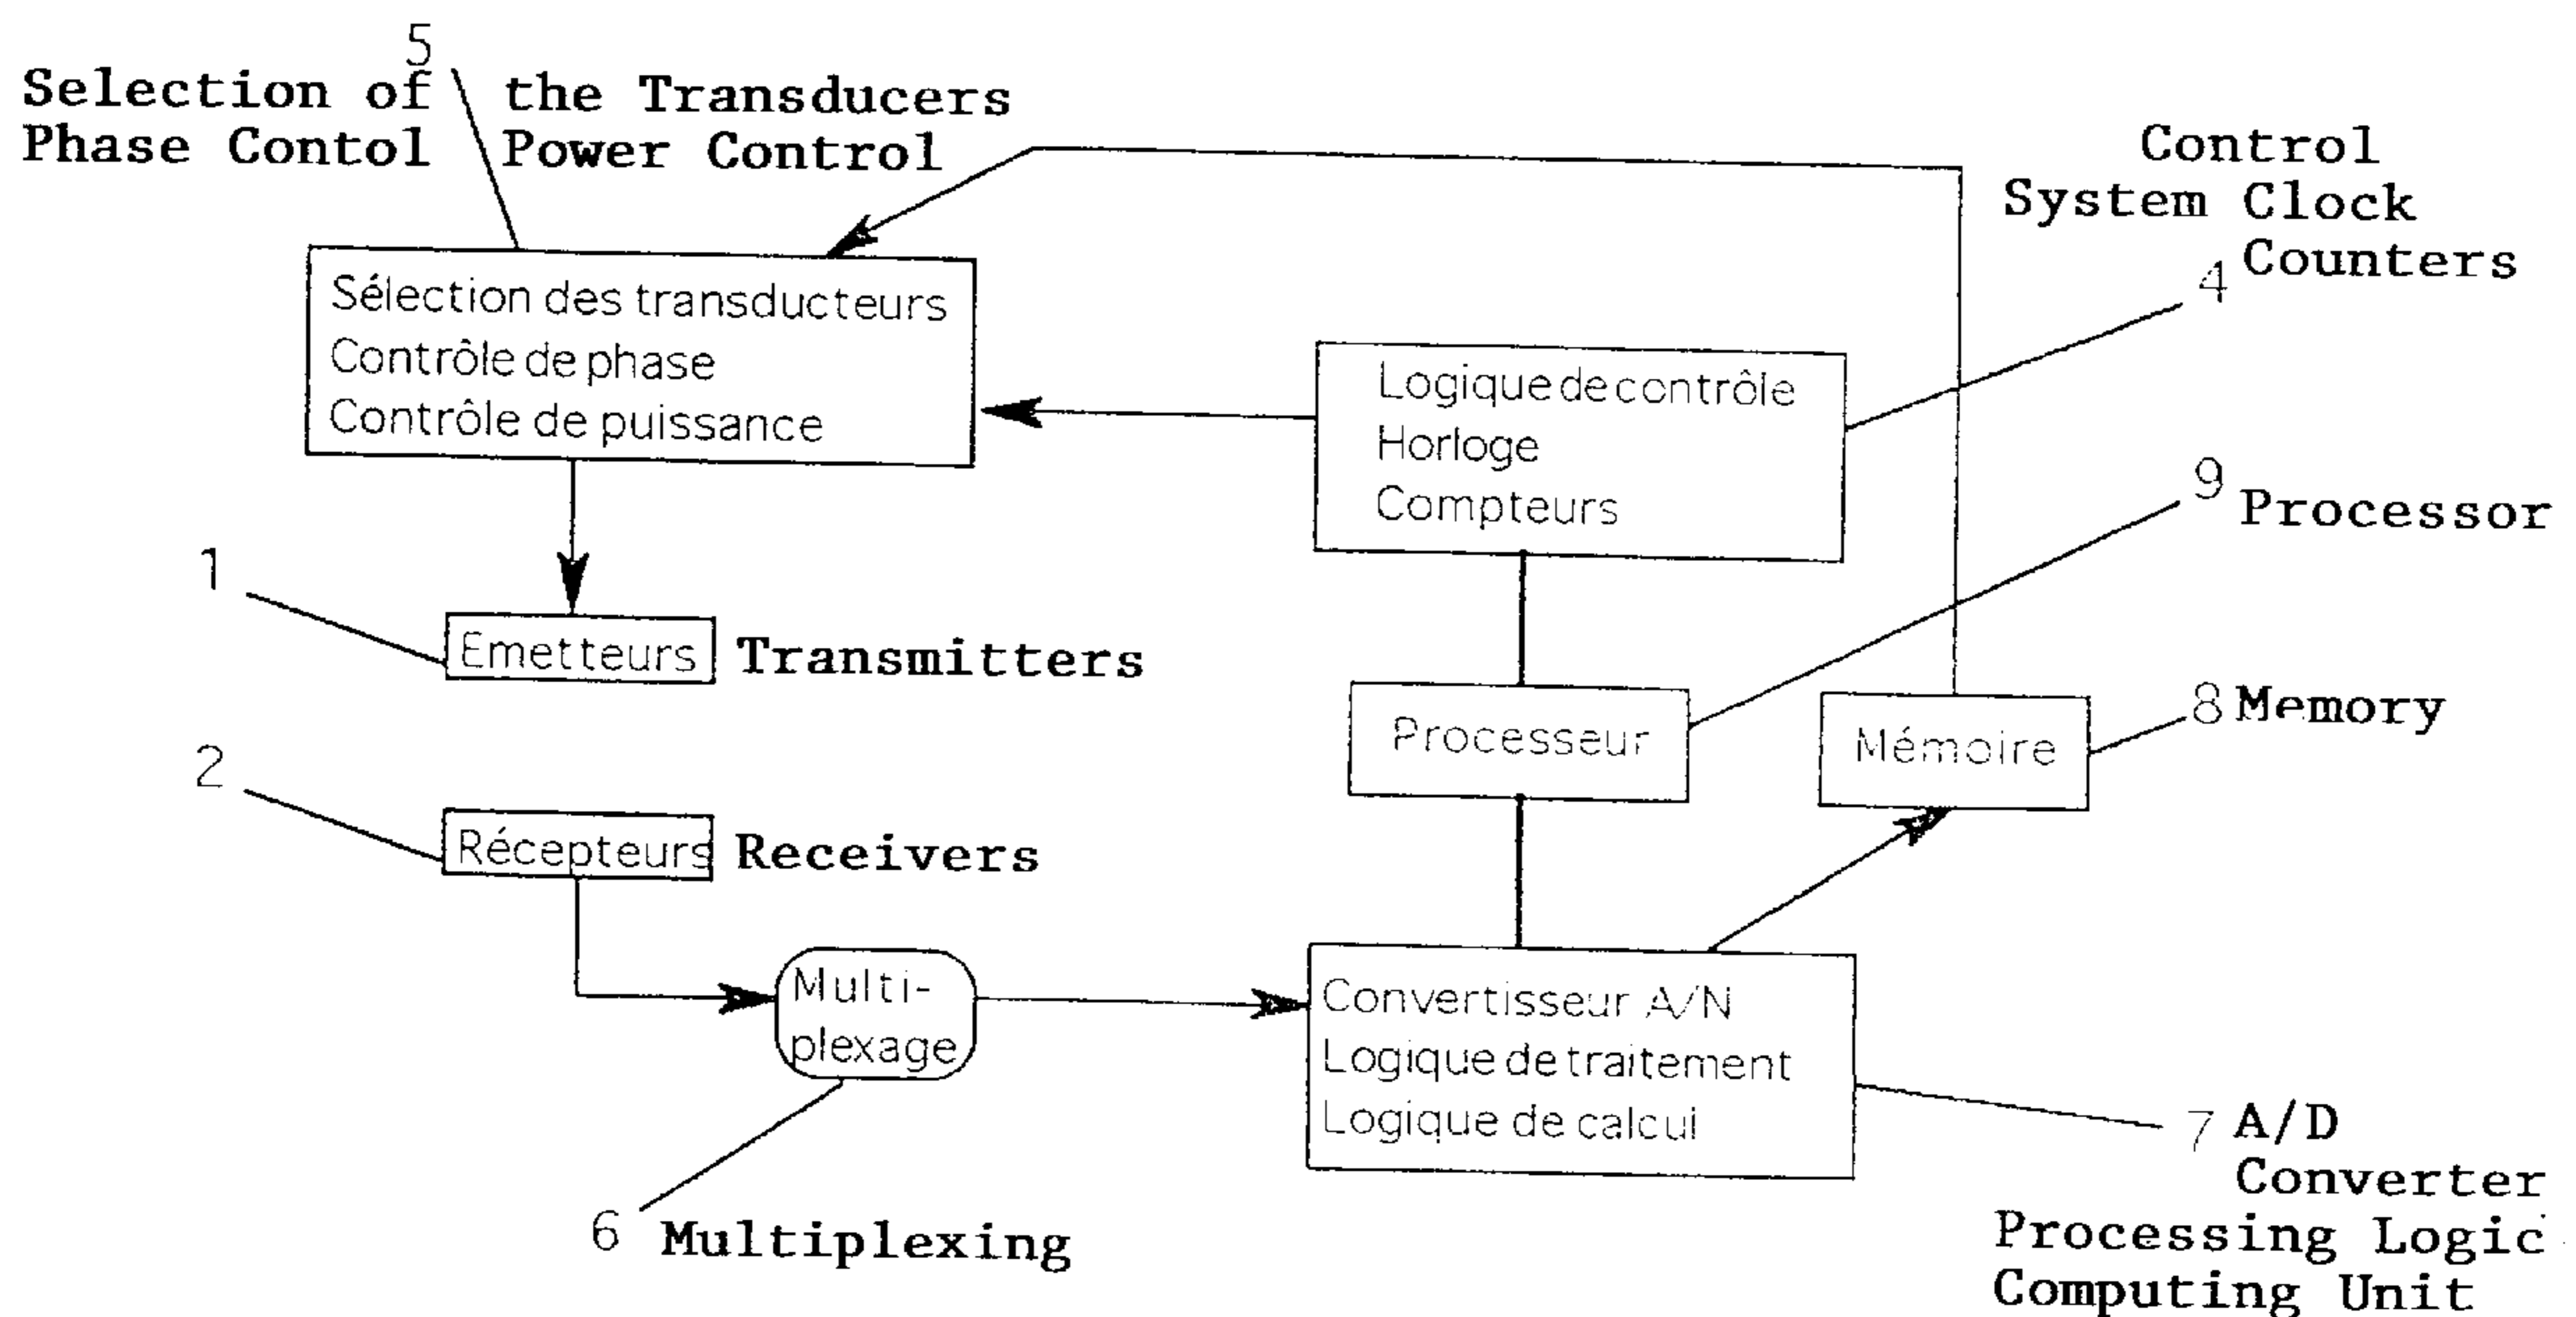 5
Selection of the Transducers
Phase Contol Power Control
Control
System Clock
Counters
4
Sélection des transducteurs
Contrôle de phase
Contrôle de puissance
Logique de contrôle
Horloge
Compteurs
9
Processor
1
Emetteurs
Transmitters
Processeur
Mémoire
8
Memory
2
Récepteurs
Receivers
Multi-
plexage
Convertisseur A/N
Logique de traitement
Logique de calcul
7
A/D
Converter
Processing Logic
Computing Unit
6
Multiplexing